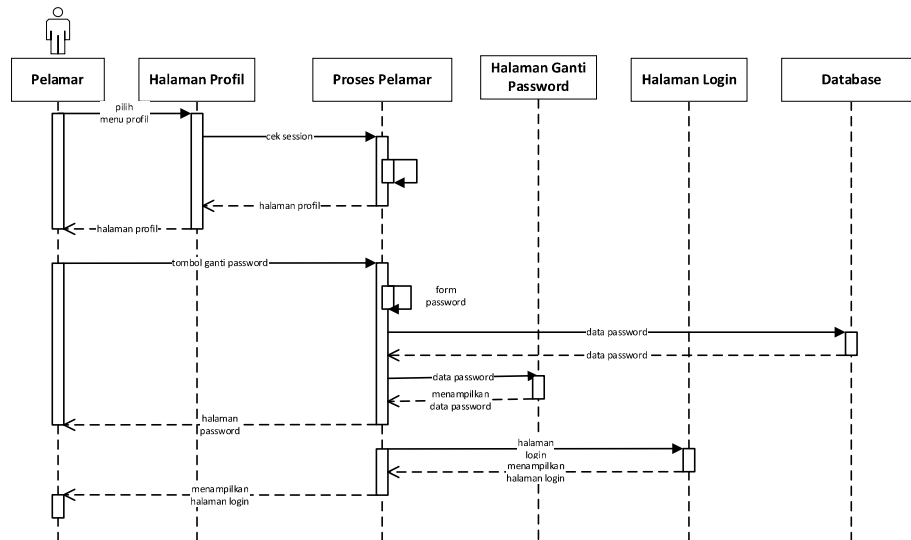 Pelamar
Halaman Profil
Proses Pelamar
Halaman Ganti
Password
Halaman Login
Database
pilih
menu profil
cek session
halaman profil
halaman profil
tombol ganti password
form
password
data password
data password
data password
menampilkan
data password
halaman
password
halaman
login
menampilkan
halaman login
menampilkan
halaman login